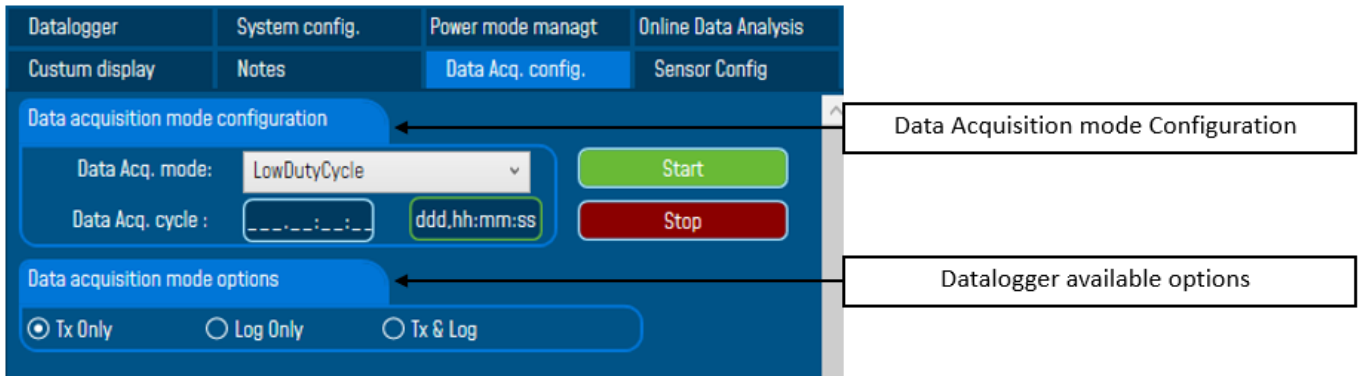 Datalogger System config. Power mode managt Online Data Analysis
Custum display Notes Data Acq. config. Sensor Config
Data acquisition mode configuration
Data Acquisition mode Configuration
Data Acq. mode: LowDutyCycle Start
Data Acq. cycle : ___.__:__:__ ddd,hh:mm:ss Stop
Data acquisition mode options
Datalogger available options
Tx Only Log Only Tx & Log